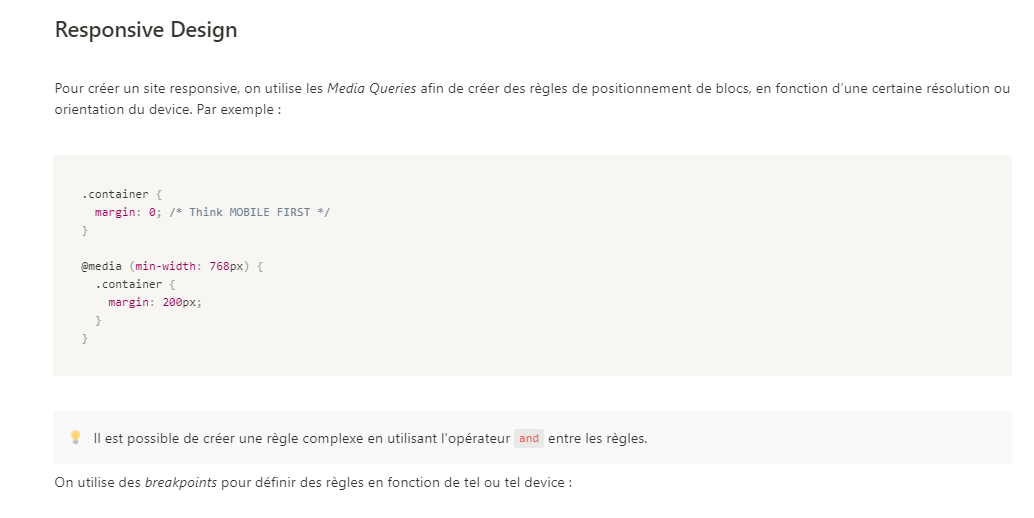 Responsive Design
Pour créer un site responsive, on utilise les Media Queries afin de créer des règles de positionnement de blocs, en fonction d’une certaine résolution ou
orientation du device. Par exemple :
.container {
  margin: 0; /* Think MOBILE FIRST */
}
@media (min-width: 768px) {
  .container {
    margin: 200px;
  }
}
Il est possible de créer une règle complexe en utilisant l'opérateur and entre les règles.
On utilise des breakpoints pour définir des règles en fonction de tel ou tel device :